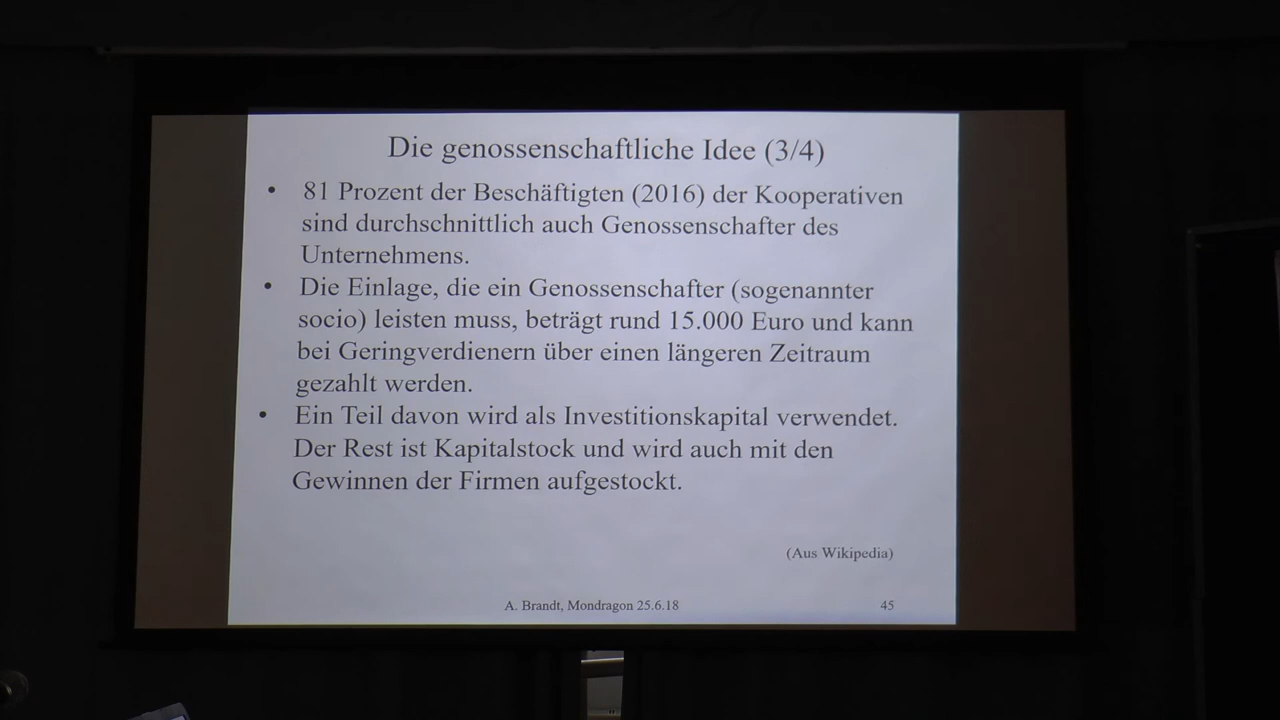 Die genossenschaftliche Idee (3/4)
• 81 Prozent der Beschäftigten (2016) der Kooperativen
sind durchschnittlich auch Genossenschafter des
Unternehmens.
• Die Einlage, die ein Genossenschafter (sogenannter
socio) leisten muss, beträgt rund 15.000 Euro und kann
bei Geringverdienern über einen längeren Zeitraum
gezahlt werden.
• Ein Teil davon wird als Investitionskapital verwendet.
Der Rest ist Kapitalstock und wird auch mit den
Gewinnen der Firmen aufgestockt.
(Aus Wikipedia)
A. Brandt, Mondragon 25.6.18 45